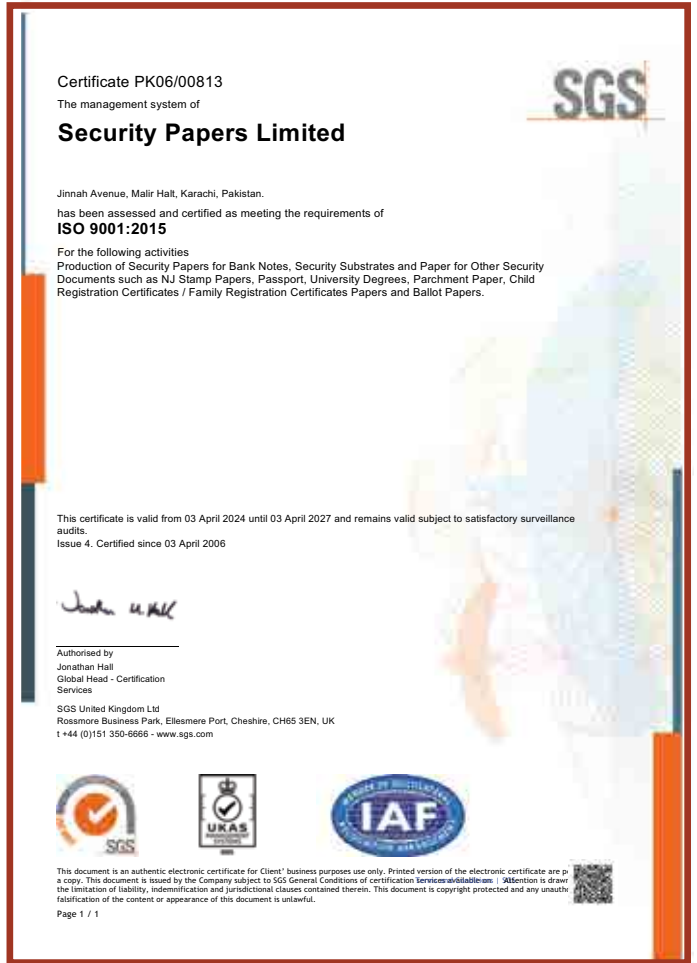 SGS
Certificate PK06/00813
The management system of
Security Papers Limited
Jinnah Avenue, Malir Halt, Karachi, Pakistan.
has been assessed and certified as meeting the requirements of
ISO 9001:2015
For the following activities
Production of Security Papers for Bank Notes, Security Substrates and Paper for Other Security
Documents such as NJ Stamp Papers, Passport, University Degrees, Parchment Paper, Child
Registration Certificates / Family Registration Certificates Papers and Ballot Papers.
This certificate is valid from 03 April 2024 until 03 April 2027 and remains valid subject to satisfactory surveillance
audits.
Issue 4. Certified since 03 April 2006
Authorised by
Jonathan Hall
Global Head - Certification
Services
SGS United Kingdom Ltd
Rossmore Business Park, Ellesmere Port, Cheshire, CH65 3EN, UK
t +44 (0)151 350-6666 - www.sgs.com
SGS
UKAS
MANAGEMENT
SYSTEMS
IAF
This document is an authentic electronic certificate for Client' business purposes use only. Printed version of the electronic certificate are
a copy. This document is issued by the Company subject to SGS General Conditions of certification Attention is drawn
the limitation of liability, indemnification and jurisdictional clauses contained therein. This document is copyright protected and any
falsification of the content or appearance of this document is unlawful.
Page 1 / 1